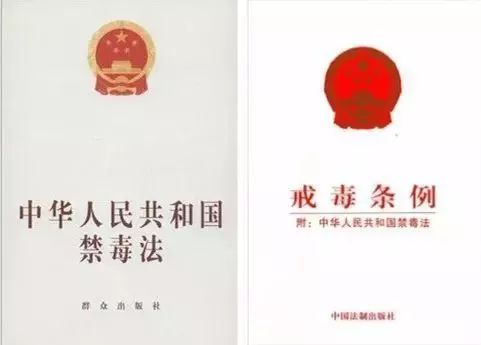 中华人民共和国
禁毒法
群众出版社
戒毒条例
附：中华人民共和国禁毒法
中国法制出版社